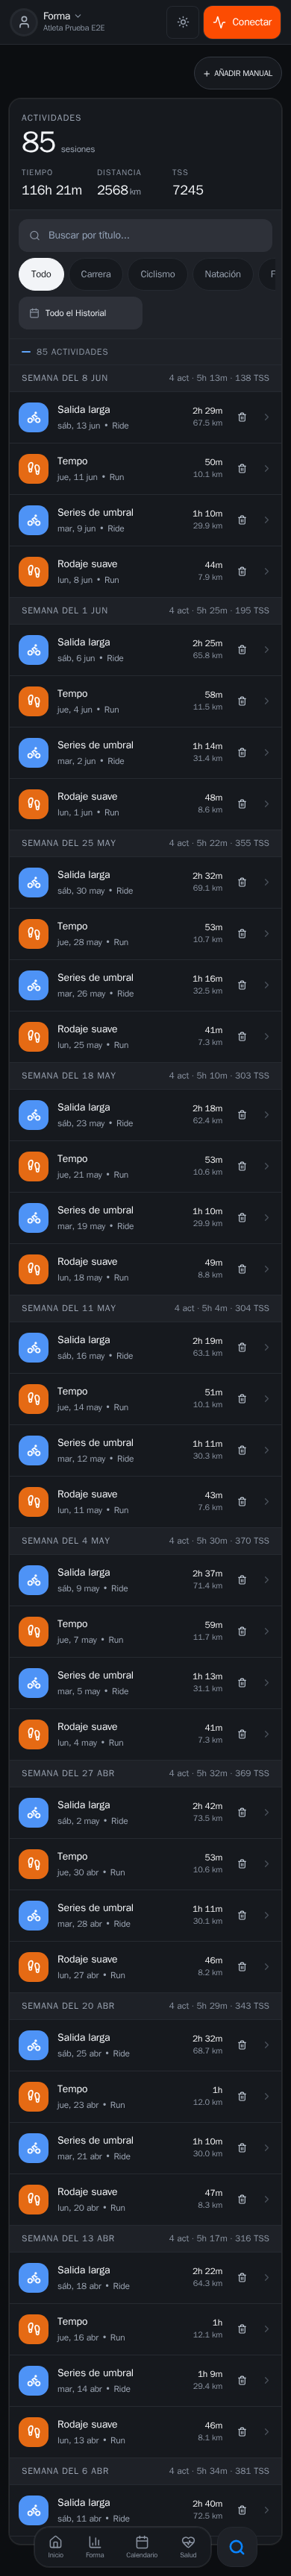 Forma
Atleta Prueba E2E
Conectar
+ AÑADIR MANUAL
ACTIVIDADES
85 sesiones
TIEMPO DISTANCIA TSS
116h 21m 2568 km 7245
Buscar por título...
Todo Carrera Ciclismo Natación F
Todo el Historial
85 ACTIVIDADES
SEMANA DEL 8 JUN 4 act · 5h 13m · 138 TSS
Salida larga 2h 29m
sáb, 13 jun • Ride 67.5 km
Tempo 50m
jue, 11 jun • Run 10.1 km
Series de umbral 1h 10m
mar, 9 jun • Ride 29.9 km
Rodaje suave 44m
lun, 8 jun • Run 7.9 km
SEMANA DEL 1 JUN 4 act · 5h 25m · 195 TSS
Salida larga 2h 25m
sáb, 6 jun • Ride 65.8 km
Tempo 58m
jue, 4 jun • Run 11.5 km
Series de umbral 1h 14m
mar, 2 jun • Ride 31.4 km
Rodaje suave 48m
lun, 1 jun • Run 8.6 km
SEMANA DEL 25 MAY 4 act · 5h 22m · 355 TSS
Salida larga 2h 32m
sáb, 30 may • Ride 69.1 km
Tempo 53m
jue, 28 may • Run 10.7 km
Series de umbral 1h 16m
mar, 26 may • Ride 32.5 km
Rodaje suave 41m
lun, 25 may • Run 7.3 km
SEMANA DEL 18 MAY 4 act · 5h 10m · 303 TSS
Salida larga 2h 18m
sáb, 23 may • Ride 62.4 km
Tempo 53m
jue, 21 may • Run 10.6 km
Series de umbral 1h 10m
mar, 19 may • Ride 29.9 km
Rodaje suave 49m
lun, 18 may • Run 8.8 km
SEMANA DEL 11 MAY 4 act · 5h 4m · 304 TSS
Salida larga 2h 19m
sáb, 16 may • Ride 63.1 km
Tempo 51m
jue, 14 may • Run 10.1 km
Series de umbral 1h 11m
mar, 12 may • Ride 30.3 km
Rodaje suave 43m
lun, 11 may • Run 7.6 km
SEMANA DEL 4 MAY 4 act · 5h 30m · 370 TSS
Salida larga 2h 37m
sáb, 9 may • Ride 71.4 km
Tempo 59m
jue, 7 may • Run 11.7 km
Series de umbral 1h 13m
mar, 5 may • Ride 31.1 km
Rodaje suave 41m
lun, 4 may • Run 7.3 km
SEMANA DEL 27 ABR 4 act · 5h 32m · 369 TSS
Salida larga 2h 42m
sáb, 2 may • Ride 73.5 km
Tempo 53m
jue, 30 abr • Run 10.6 km
Series de umbral 1h 11m
mar, 28 abr • Ride 30.1 km
Rodaje suave 46m
lun, 27 abr • Run 8.2 km
SEMANA DEL 20 ABR 4 act · 5h 29m · 343 TSS
Salida larga 2h 32m
sáb, 25 abr • Ride 68.7 km
Tempo 1h
jue, 23 abr • Run 12.0 km
Series de umbral 1h 10m
mar, 21 abr • Ride 30.0 km
Rodaje suave 47m
lun, 20 abr • Run 8.3 km
SEMANA DEL 13 ABR 4 act · 5h 17m · 316 TSS
Salida larga 2h 22m
sáb, 18 abr • Ride 64.3 km
Tempo 1h
jue, 16 abr • Run 12.1 km
Series de umbral 1h 9m
mar, 14 abr • Ride 29.4 km
Rodaje suave 46m
lun, 13 abr • Run 8.1 km
SEMANA DEL 6 ABR 4 act · 5h 34m · 381 TSS
Salida larga 2h 40m
sáb, 11 abr • Ride 72.5 km
Inicio Forma Calendario Salud